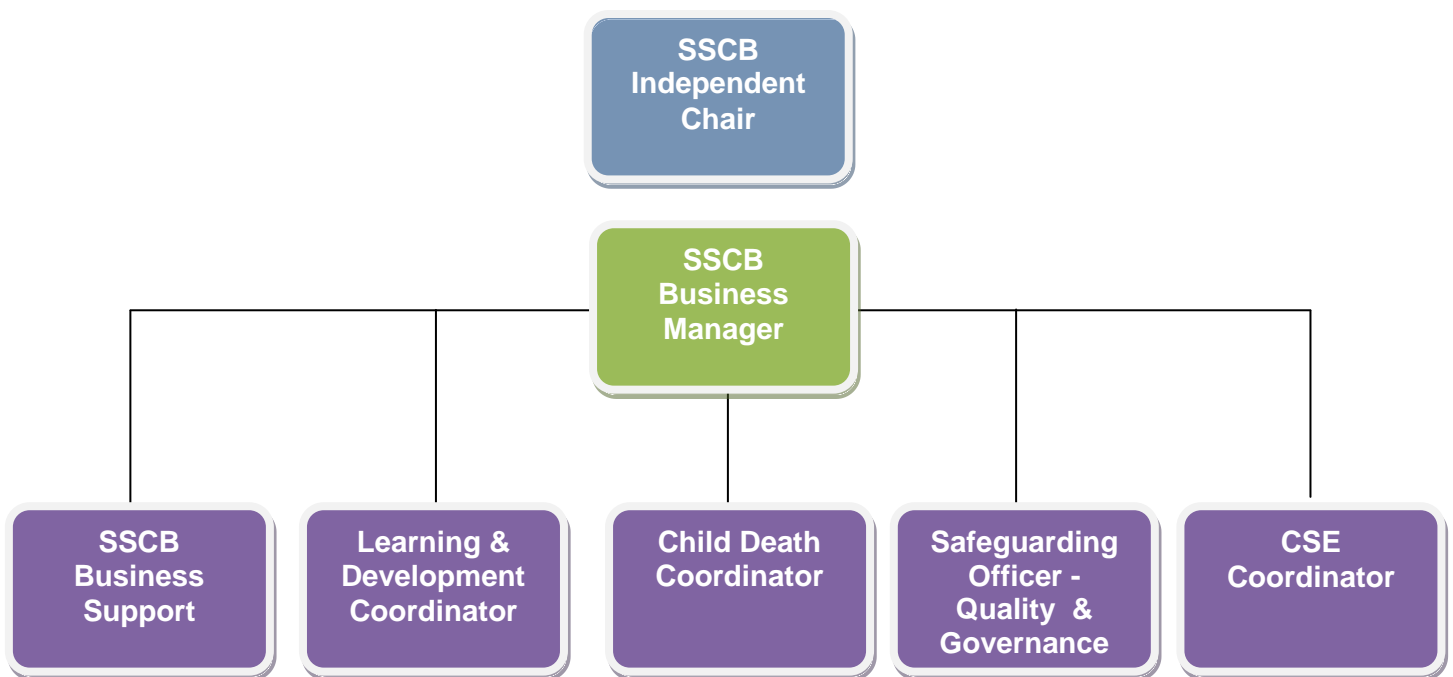 SSCB
Independent
Chair
SSCB
Business
Manager
SSCB
Business
Support
Learning &
Development
Coordinator
Child Death
Coordinator
Safeguarding
Officer -
Quality &
Governance
CSE
Coordinator